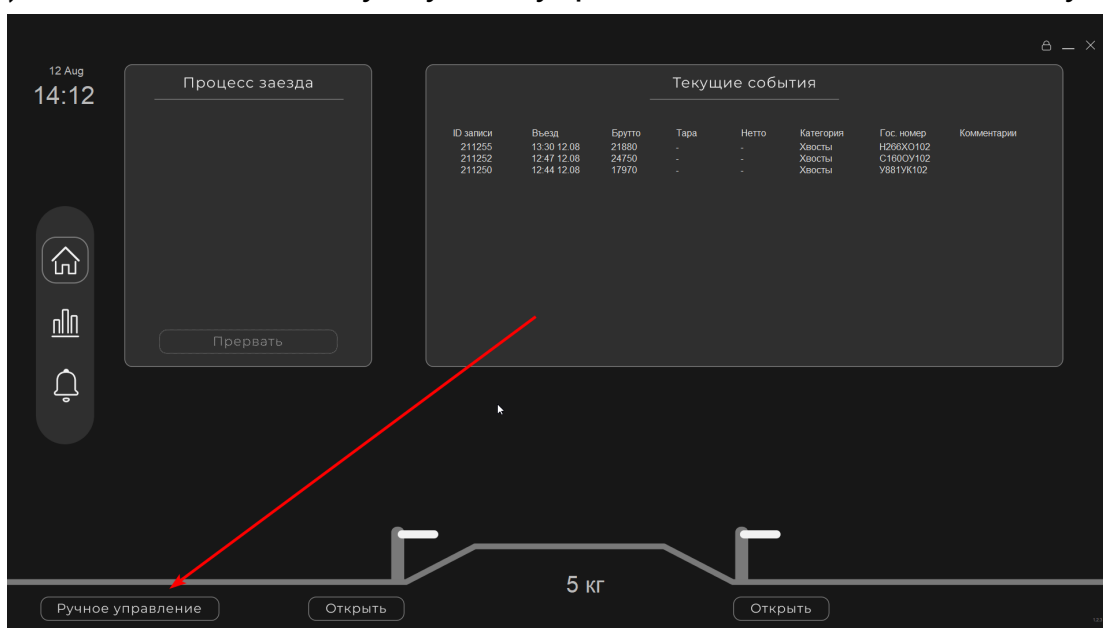 12 Aug
14:12
Процесс заезда
Прервать
Текущие события
ID записи Въезд Брутто Тара Нетто Категория Гос. номер Комментарии
211255 13:30 12.08 21880 - - Хвосты Н266ХО102
211252 12:47 12.08 24750 - - Хвосты С160ОУ102
211250 12:44 12.08 17970 - - Хвосты У881УК102
5 кг
Ручное управление Открыть Открыть